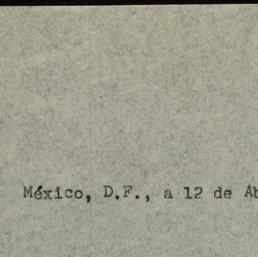 México, D.F., a 12 de Ab